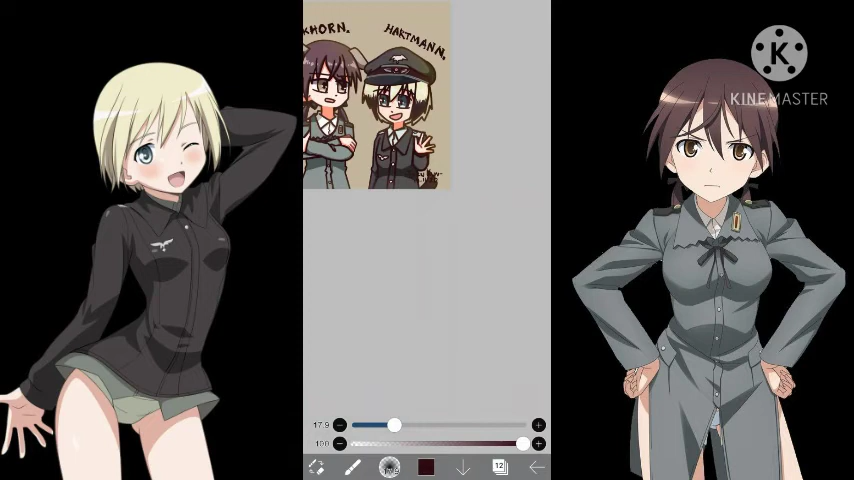 KHORN.
HARTMANN.
K
KINEMASTER
17.9
100
12